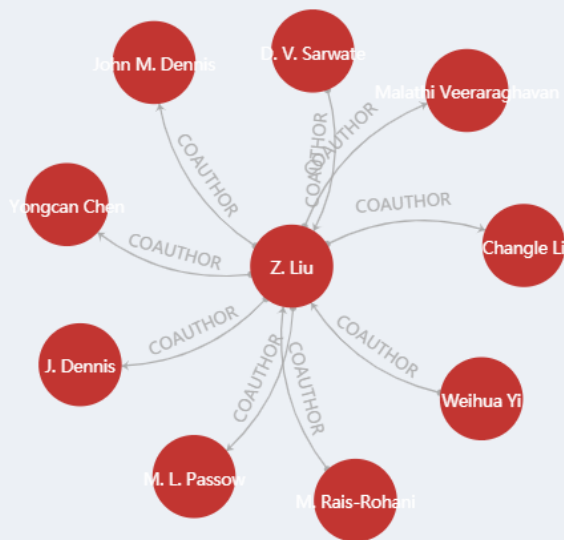 D. V. Sarwate
John M. Dennis
Malathi Veeraraghavan
COAUTHOR
COAUTHOR
COAUTHOR
COAUTHOR
Yongcan Chen
COAUTHOR
Changle Li
COAUTHOR
Z. Liu
COAUTHOR
COAUTHOR
J. Dennis
COAUTHOR
COAUTHOR
Weihua Yi
M. L. Passow
M. Rais-Rohani